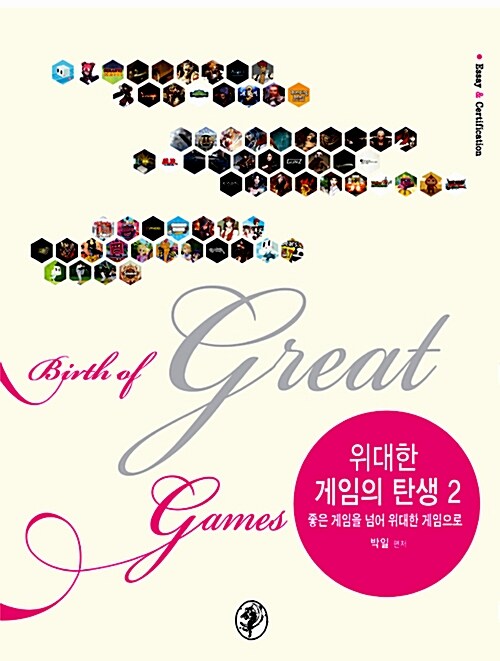 Essay & Certification
Birth of Great
Games
위대한
게임의 탄생 2
좋은 게임을 넘어 위대한 게임으로
박일 편저